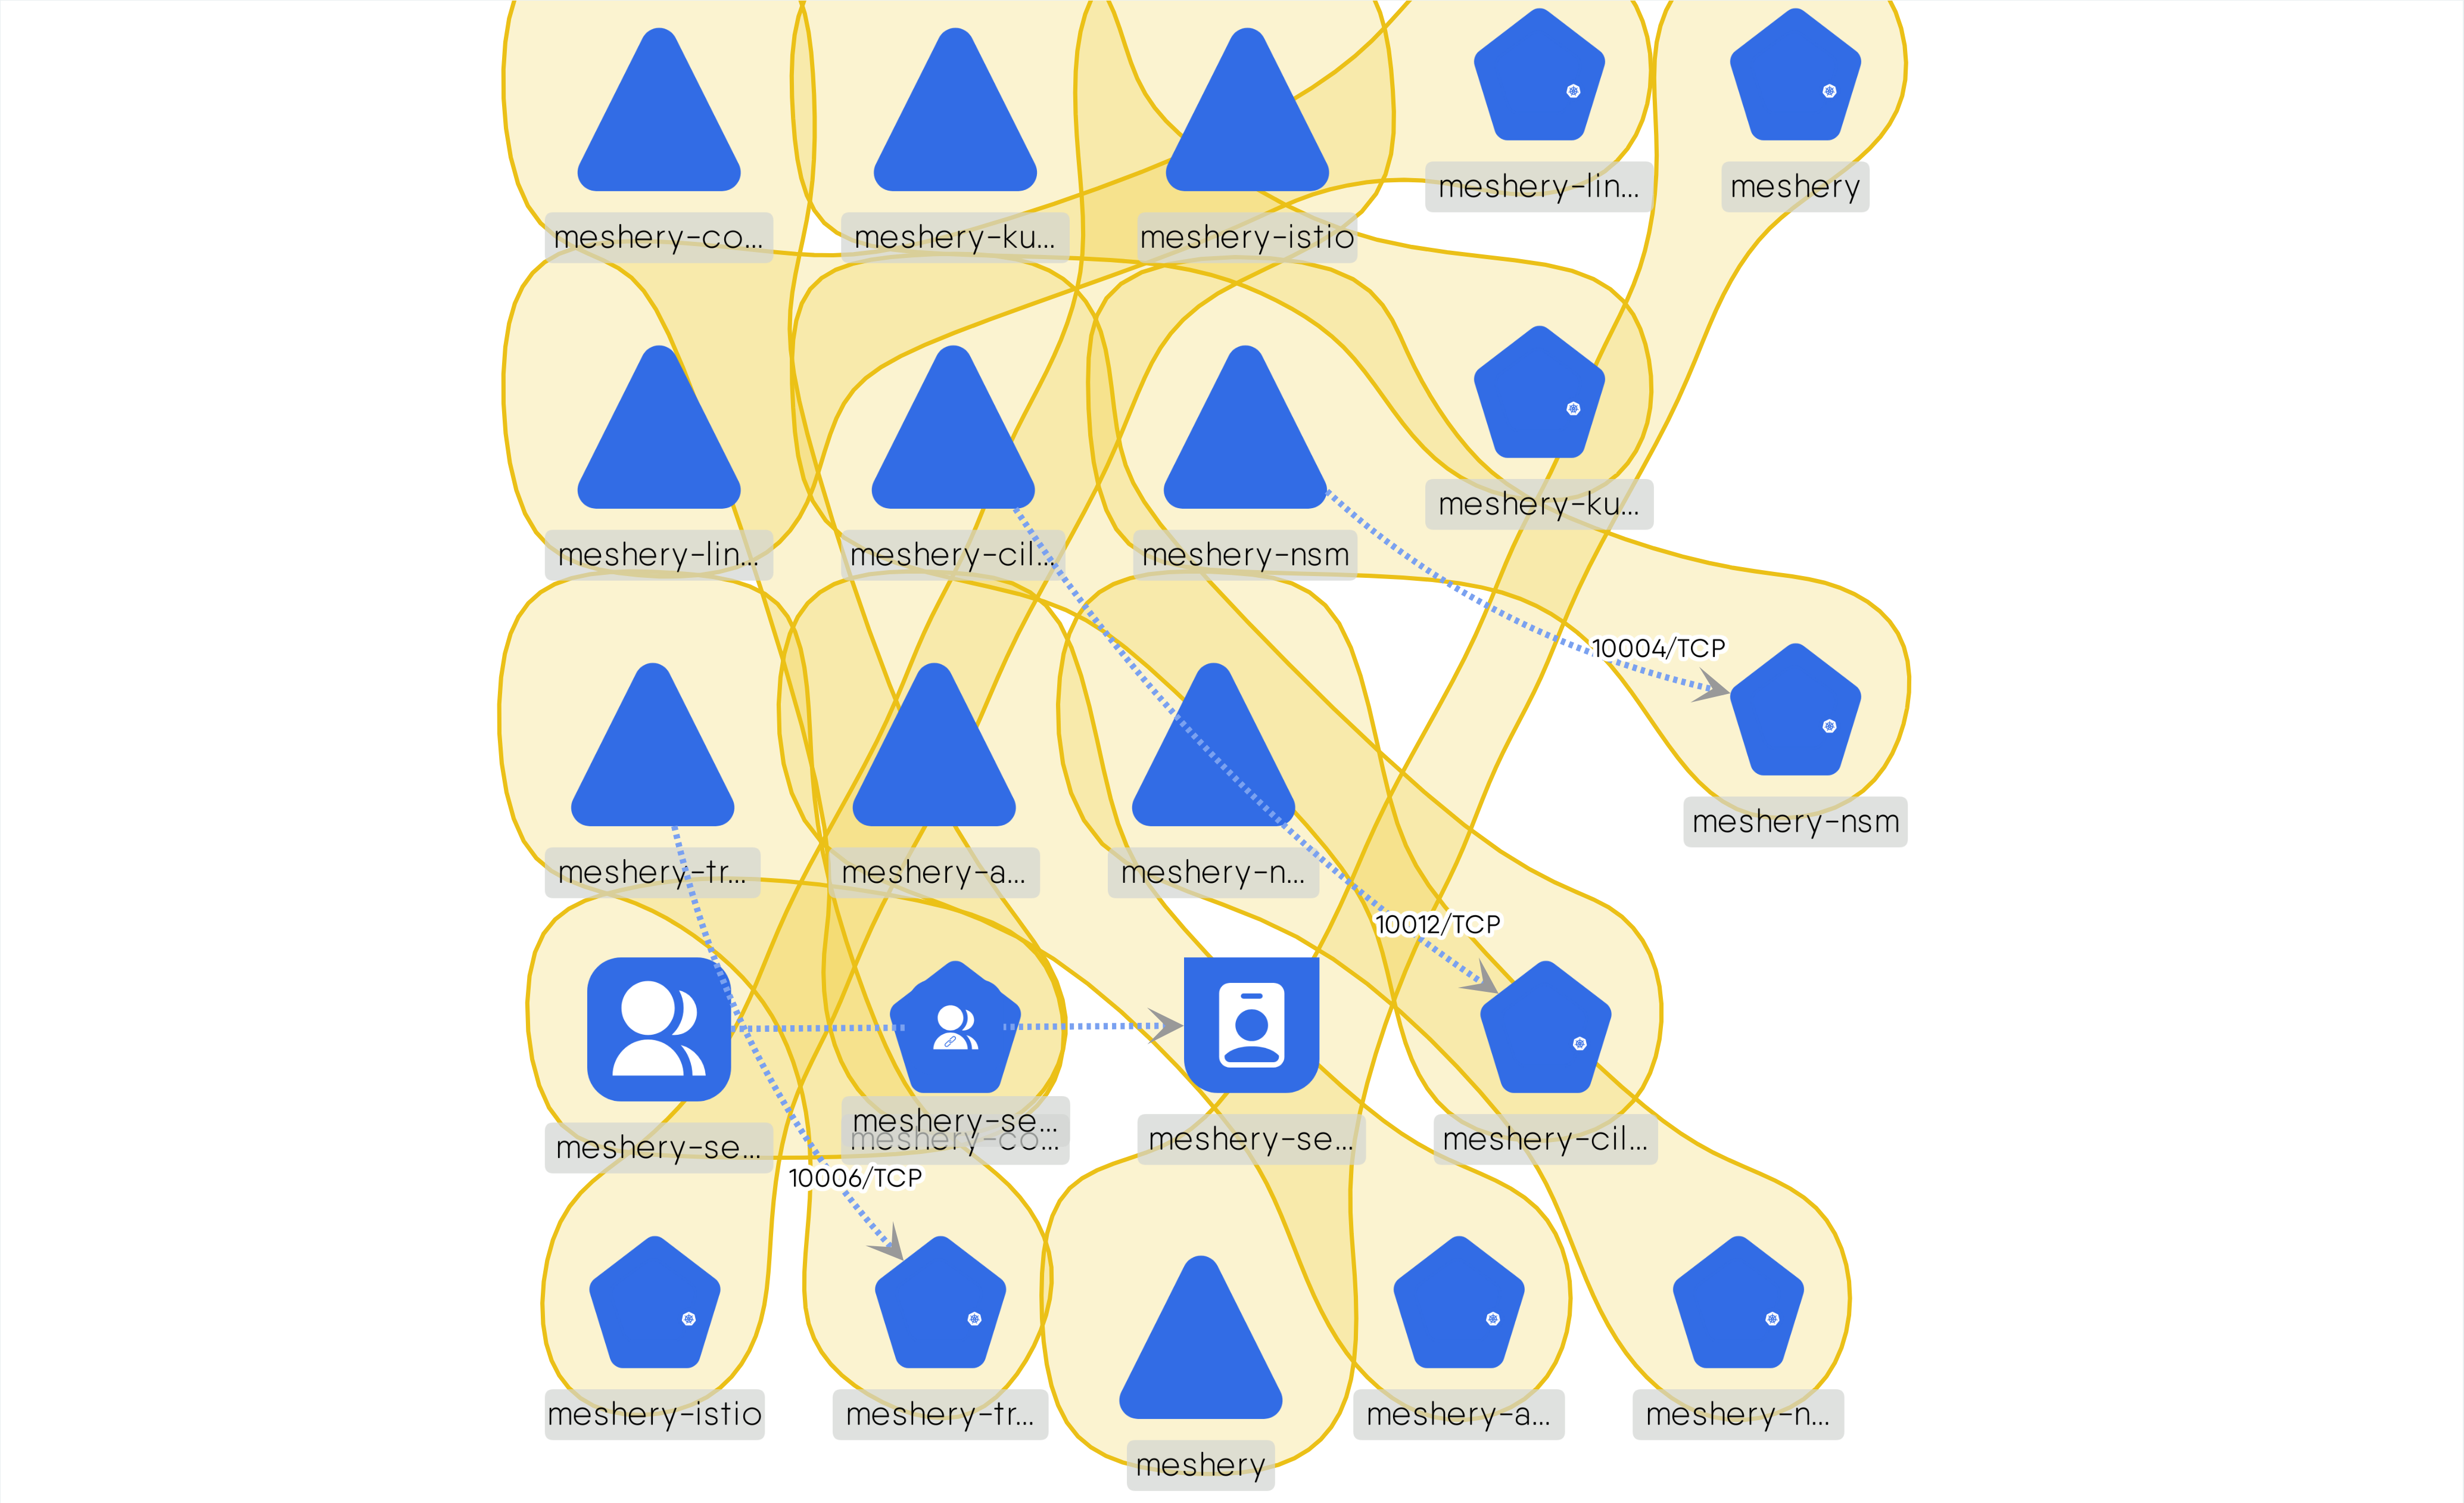 meshery-lin...
meshery
meshery-co...
meshery-ku...
meshery-istio
meshery-ku...
meshery-lin...
meshery-cil...
meshery-nsm
10004/TCP
meshery-nsm
meshery-tr...
meshery-a...
meshery-n...
10012/TCP
meshery-se...
meshery-co...
meshery-se...
meshery-cil...
meshery-se...
10006/TCP
meshery-istio
meshery-tr...
meshery-a...
meshery-n...
meshery